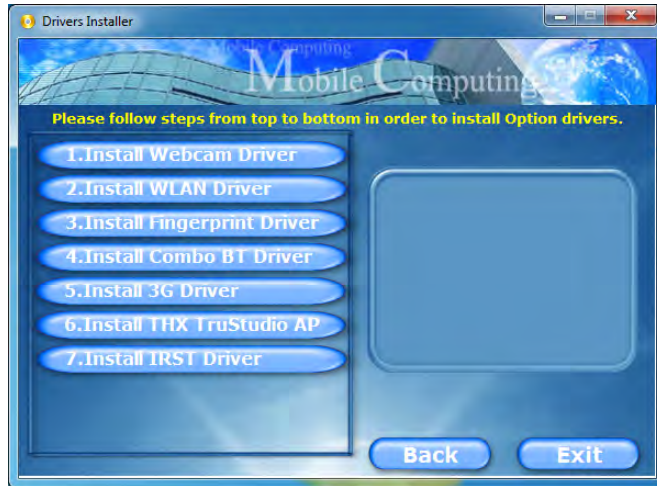 Drivers Installer
Mobile Computing
Mobile Computing
Please follow steps from top to bottom in order to install Option drivers.
1.Install Webcam Driver
2.Install WLAN Driver
3.Install Fingerprint Driver
4.Install Combo BT Driver
5.Install 3G Driver
6.Install THX TruStudio AP
7.Install IRST Driver
Back
Exit